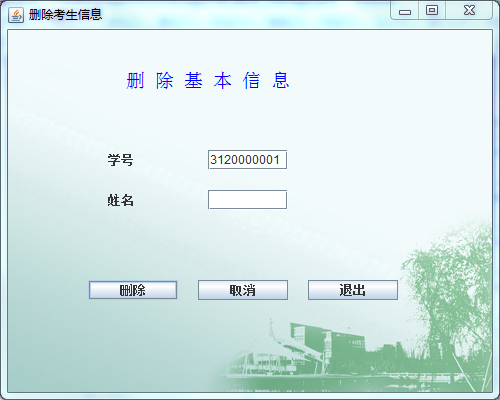 删除考生信息
删 除 基 本 信 息
学号 3120000001
姓名
删除 取消 退出